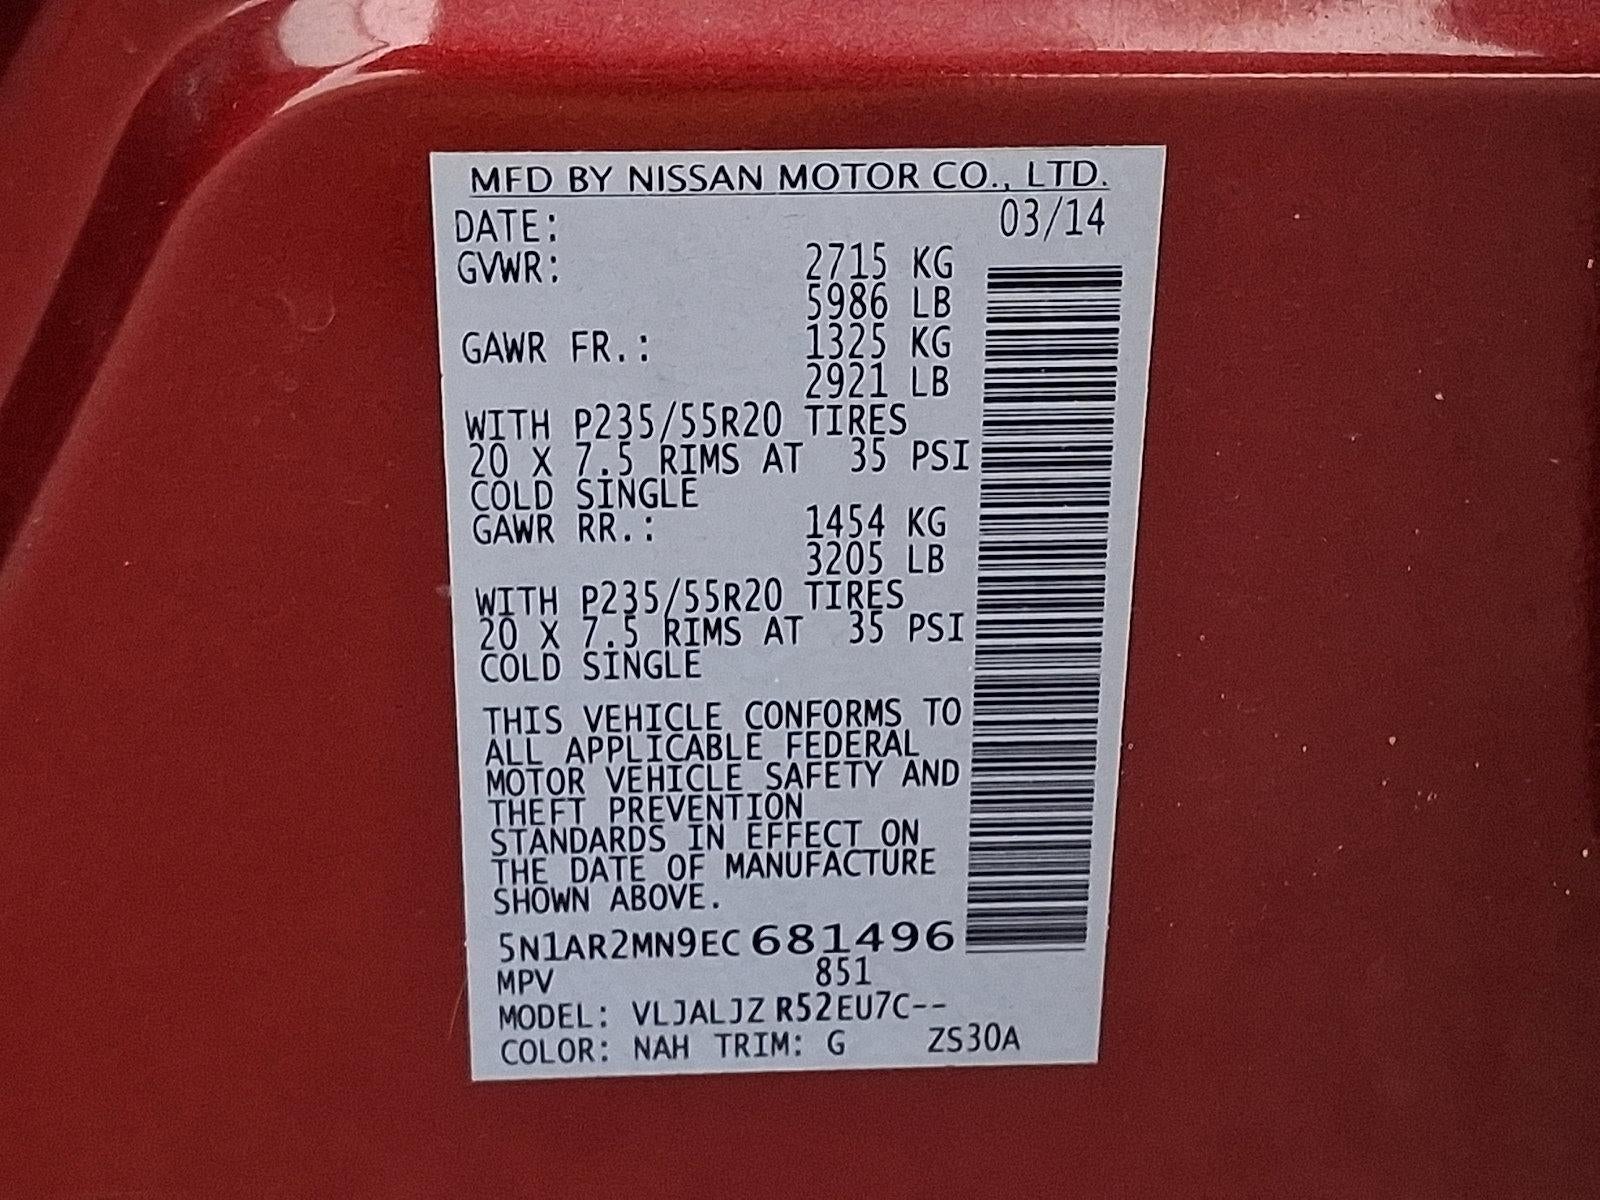 MFD BY NISSAN MOTOR CO., LTD.
DATE: 03/14
GVWR: 2715 KG
5986 LB
GAWR FR.: 1325 KG
2921 LB
WITH P235/55R20 TIRES
20 X 7.5 RIMS AT 35 PSI
COLD SINGLE
GAWR RR.: 1454 KG
3205 LB
WITH P235/55R20 TIRES
20 X 7.5 RIMS AT 35 PSI
COLD SINGLE
THIS VEHICLE CONFORMS TO
ALL APPLICABLE FEDERAL
MOTOR VEHICLE SAFETY AND
THEFT PREVENTION
STANDARDS IN EFFECT ON
THE DATE OF MANUFACTURE
SHOWN ABOVE.
5N1AR2MN9EC681496
MPV 851
MODEL: VLJALJZ R52EU7C--
COLOR: NAH TRIM: G ZS30A